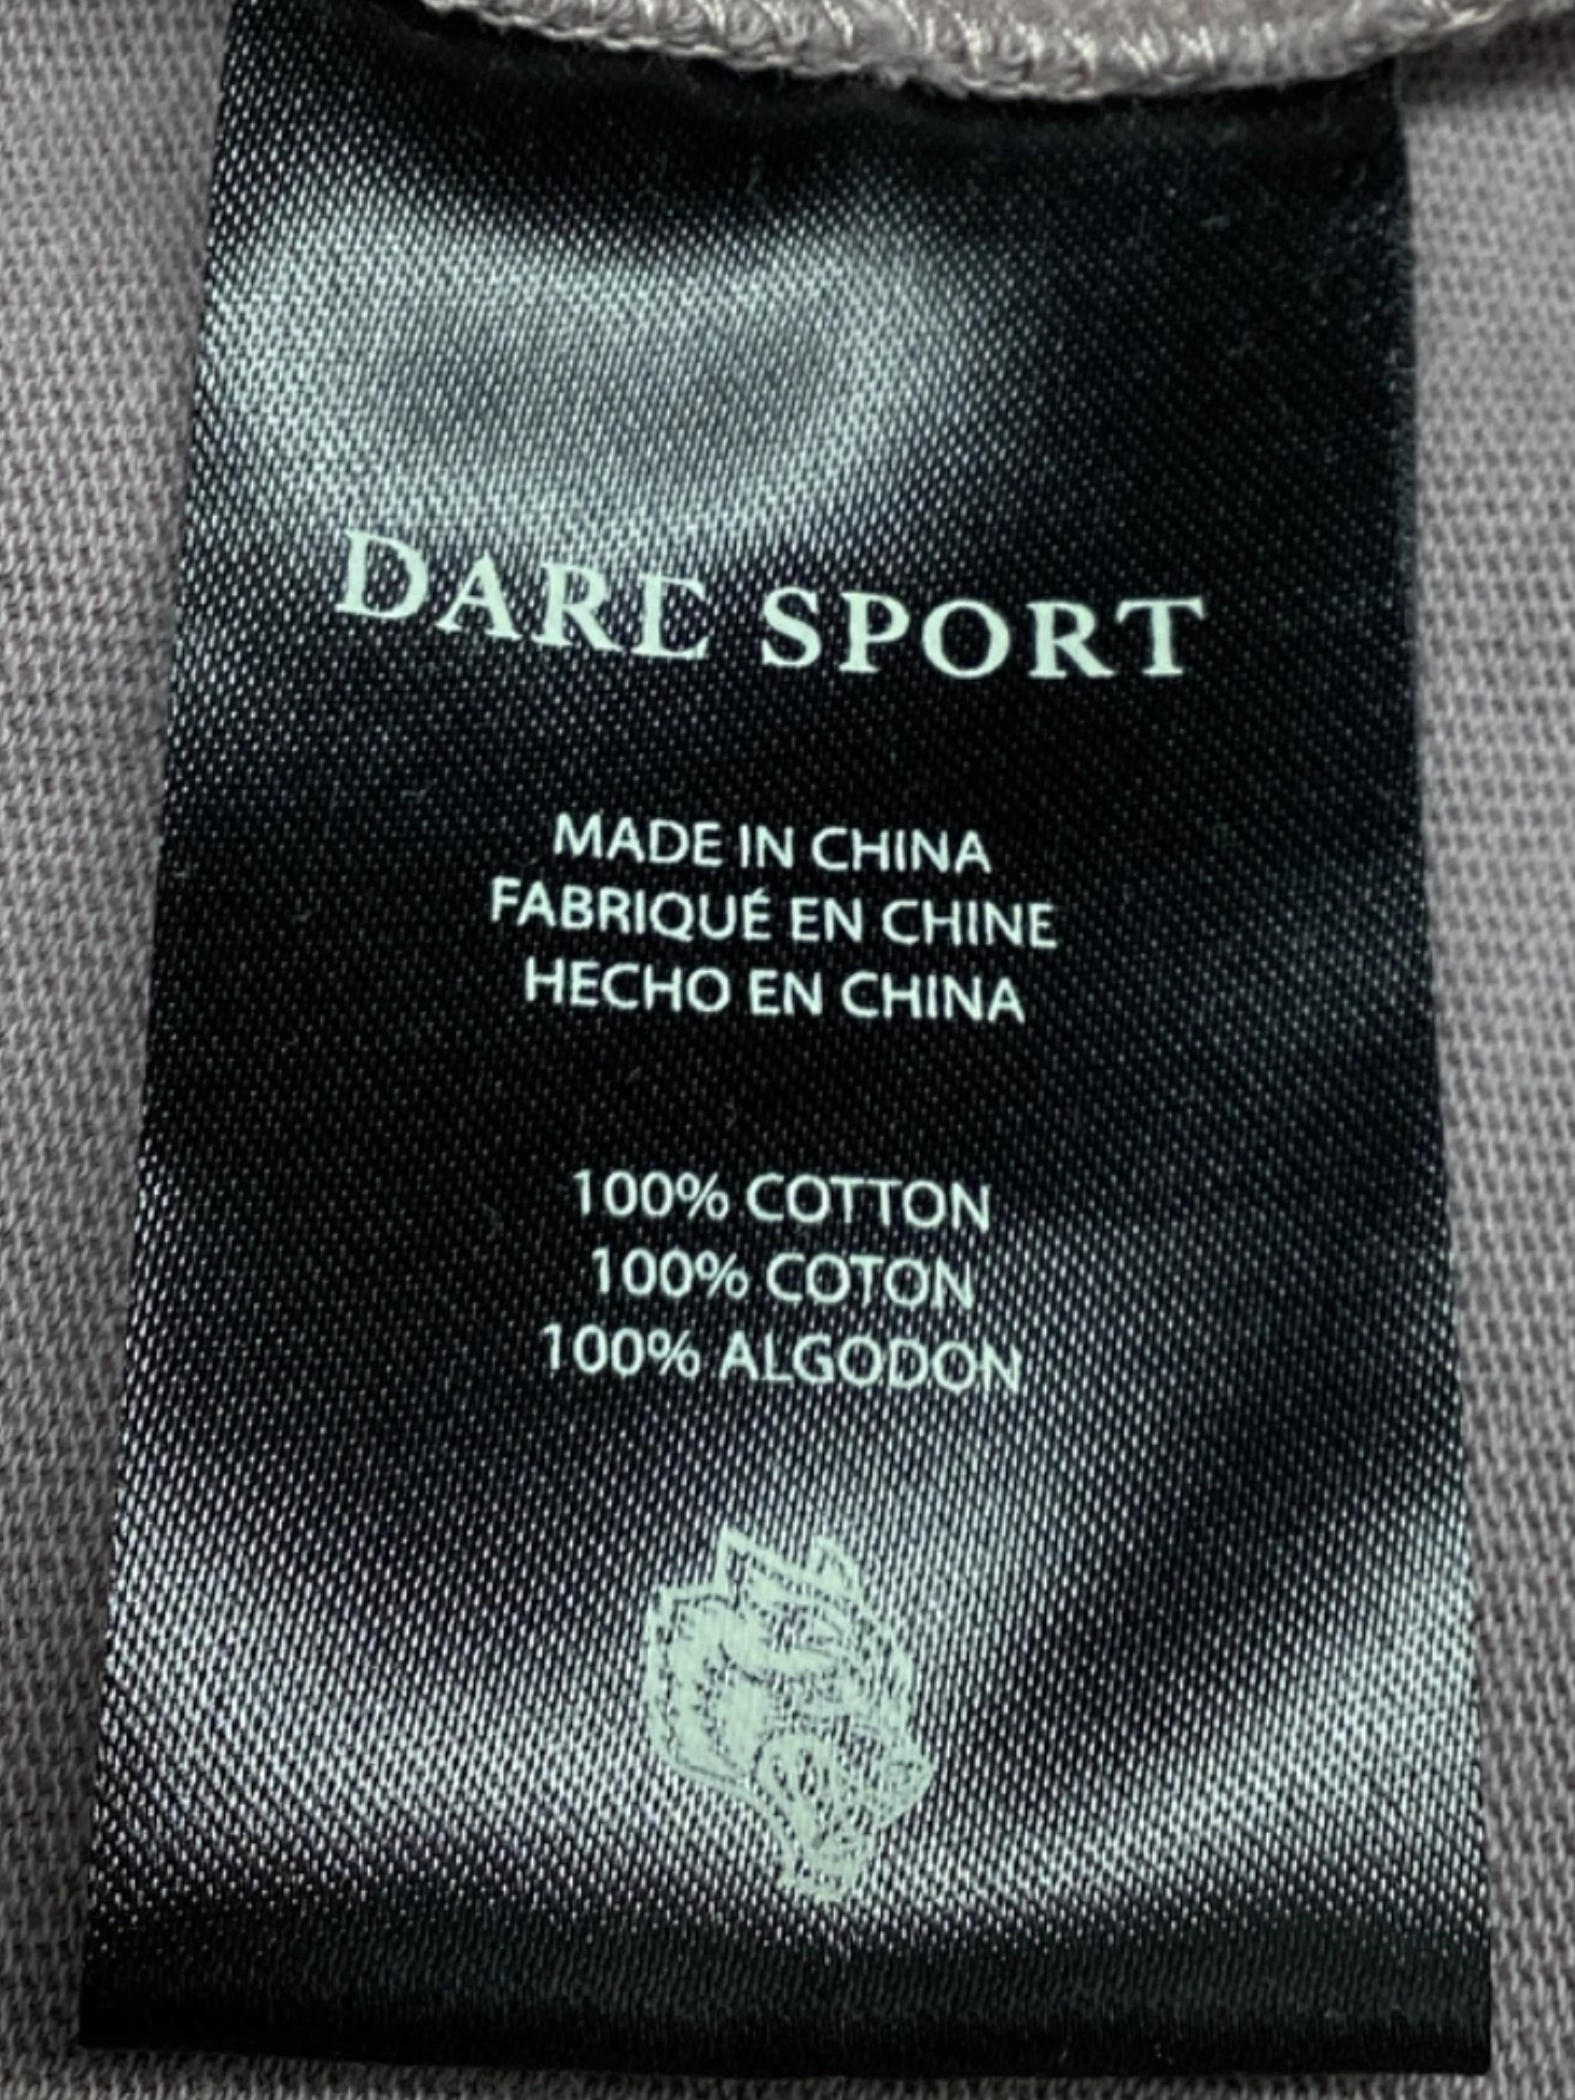 DARE SPORT
MADE IN CHINA
FABRIQUÉ EN CHINE
HECHO EN CHINA
100% COTTON
100% COTON
100% ALGODON